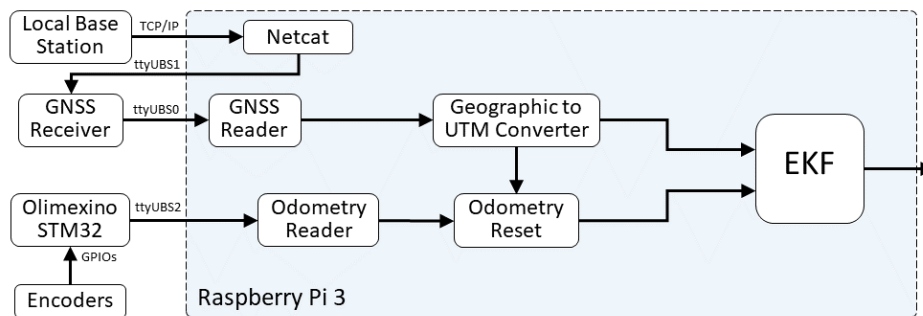 Local Base
Station
TCP/IP
Netcat
ttyUBS1
GNSS
Receiver
ttyUBS0
GNSS
Reader
Geographic to
UTM Converter
EKF
Olimexino
STM32
ttyUBS2
Odometry
Reader
Odometry
Reset
GPIOs
Encoders
Raspberry Pi 3